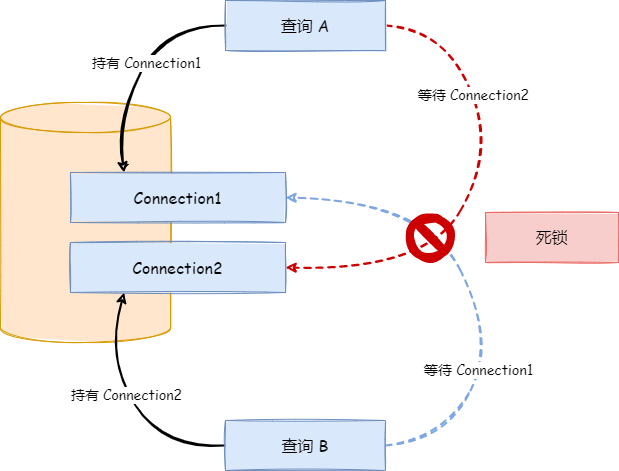 查询 A
持有 Connection1
等待 Connection2
Connection1
死锁
Connection2
等待 Connection1
持有 Connection2
查询 B